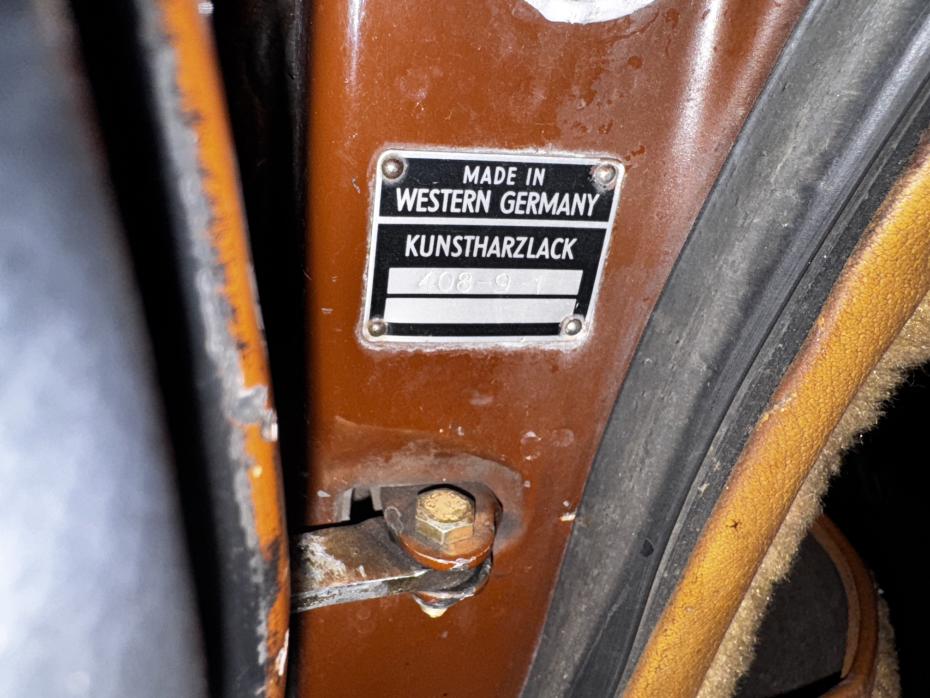 MADE IN
WESTERN GERMANY
KUNSTHARZLACK
408-9-1